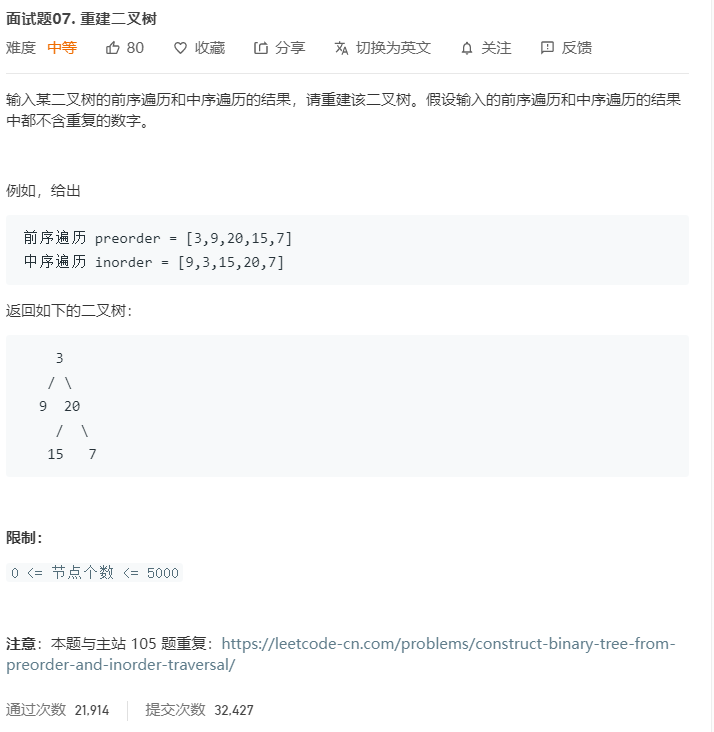 面试题07. 重建二叉树
难度 中等 80 收藏 分享 切换为英文 关注 反馈
输入某二叉树的前序遍历和中序遍历的结果，请重建该二叉树。假设输入的前序遍历和中序遍历的结果
中都不含重复的数字。
例如，给出
前序遍历 preorder = [3,9,20,15,7]
中序遍历 inorder = [9,3,15,20,7]
返回如下的二叉树：
3
/ \
9 20
/ \
15 7
限制：
0 <= 节点个数 <= 5000
注意：本题与主站 105 题重复：https://leetcode-cn.com/problems/construct-binary-tree-from-
preorder-and-inorder-traversal/
通过次数 21,914 提交次数 32,427